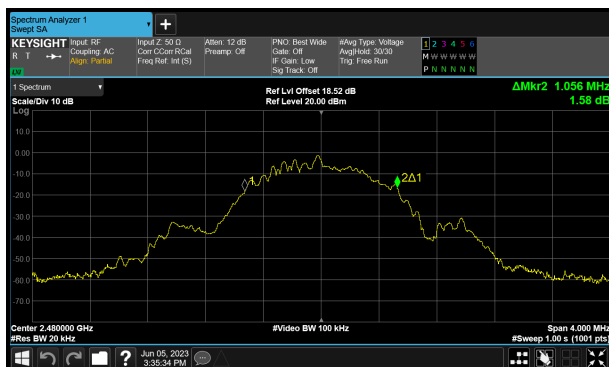 Spectrum Analyzer 1
Swept SA
+
KEYSIGHT
R T
Input: RF
Coupling: AC
Align: Partial
Input Z: 50 Ω
Corr CCorr RCal
Freq Ref: Int (S)
Atten: 12 dB
Preamp: Off
PNO: Best Wide
Gate: Off
IF Gain: Low
Sig Track: Off
#Avg Type: Voltage
Avg|Hold: 30/30
Trig: Free Run
1 2 3 4 5 6
M W W W W W
P N N N N N
1 Spectrum
Scale/Div 10 dB
Ref Lvl Offset 18.52 dB
Ref Level 20.00 dBm
ΔMkr2 1.056 MHz
1.58 dB
Log
10.0
0.00
-10.0
-20.0
-30.0
-40.0
-50.0
-60.0
-70.0
1
2Δ1
Center 2.480000 GHz
#Res BW 20 kHz
#Video BW 100 kHz
Span 4.000 MHz
#Sweep 1.00 s (1001 pts)
?
Jun 05, 2023
3:35:34 PM